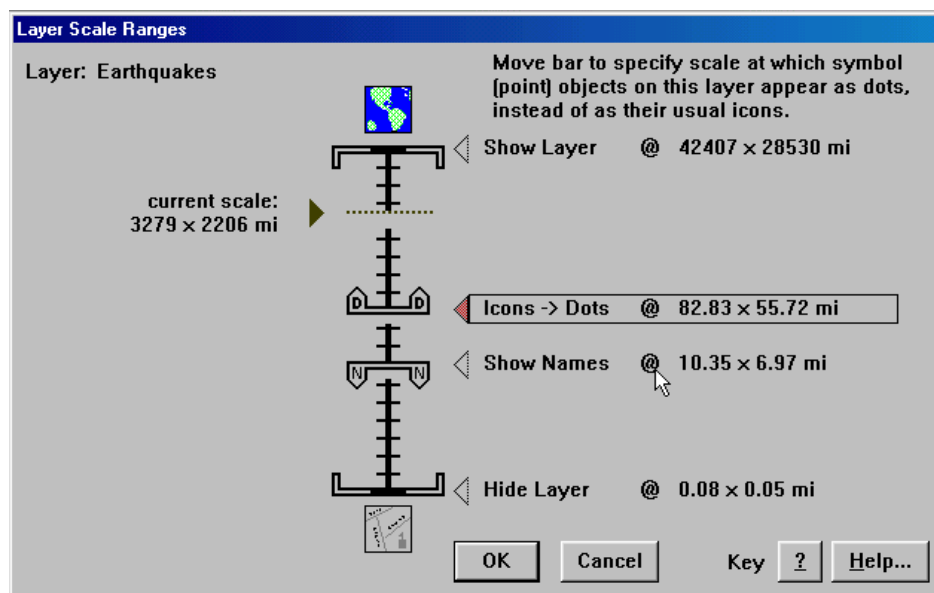 Layer Scale Ranges
Layer: Earthquakes
Move bar to specify scale at which symbol
(point) objects on this layer appear as dots,
instead of as their usual icons.
Show Layer @ 42407 × 28530 mi
current scale:
3279 × 2206 mi
D D
Icons -> Dots @ 82.83 × 55.72 mi
Show Names @ 10.35 × 6.97 mi
N N
Hide Layer @ 0.08 × 0.05 mi
OK Cancel Key ? Help...